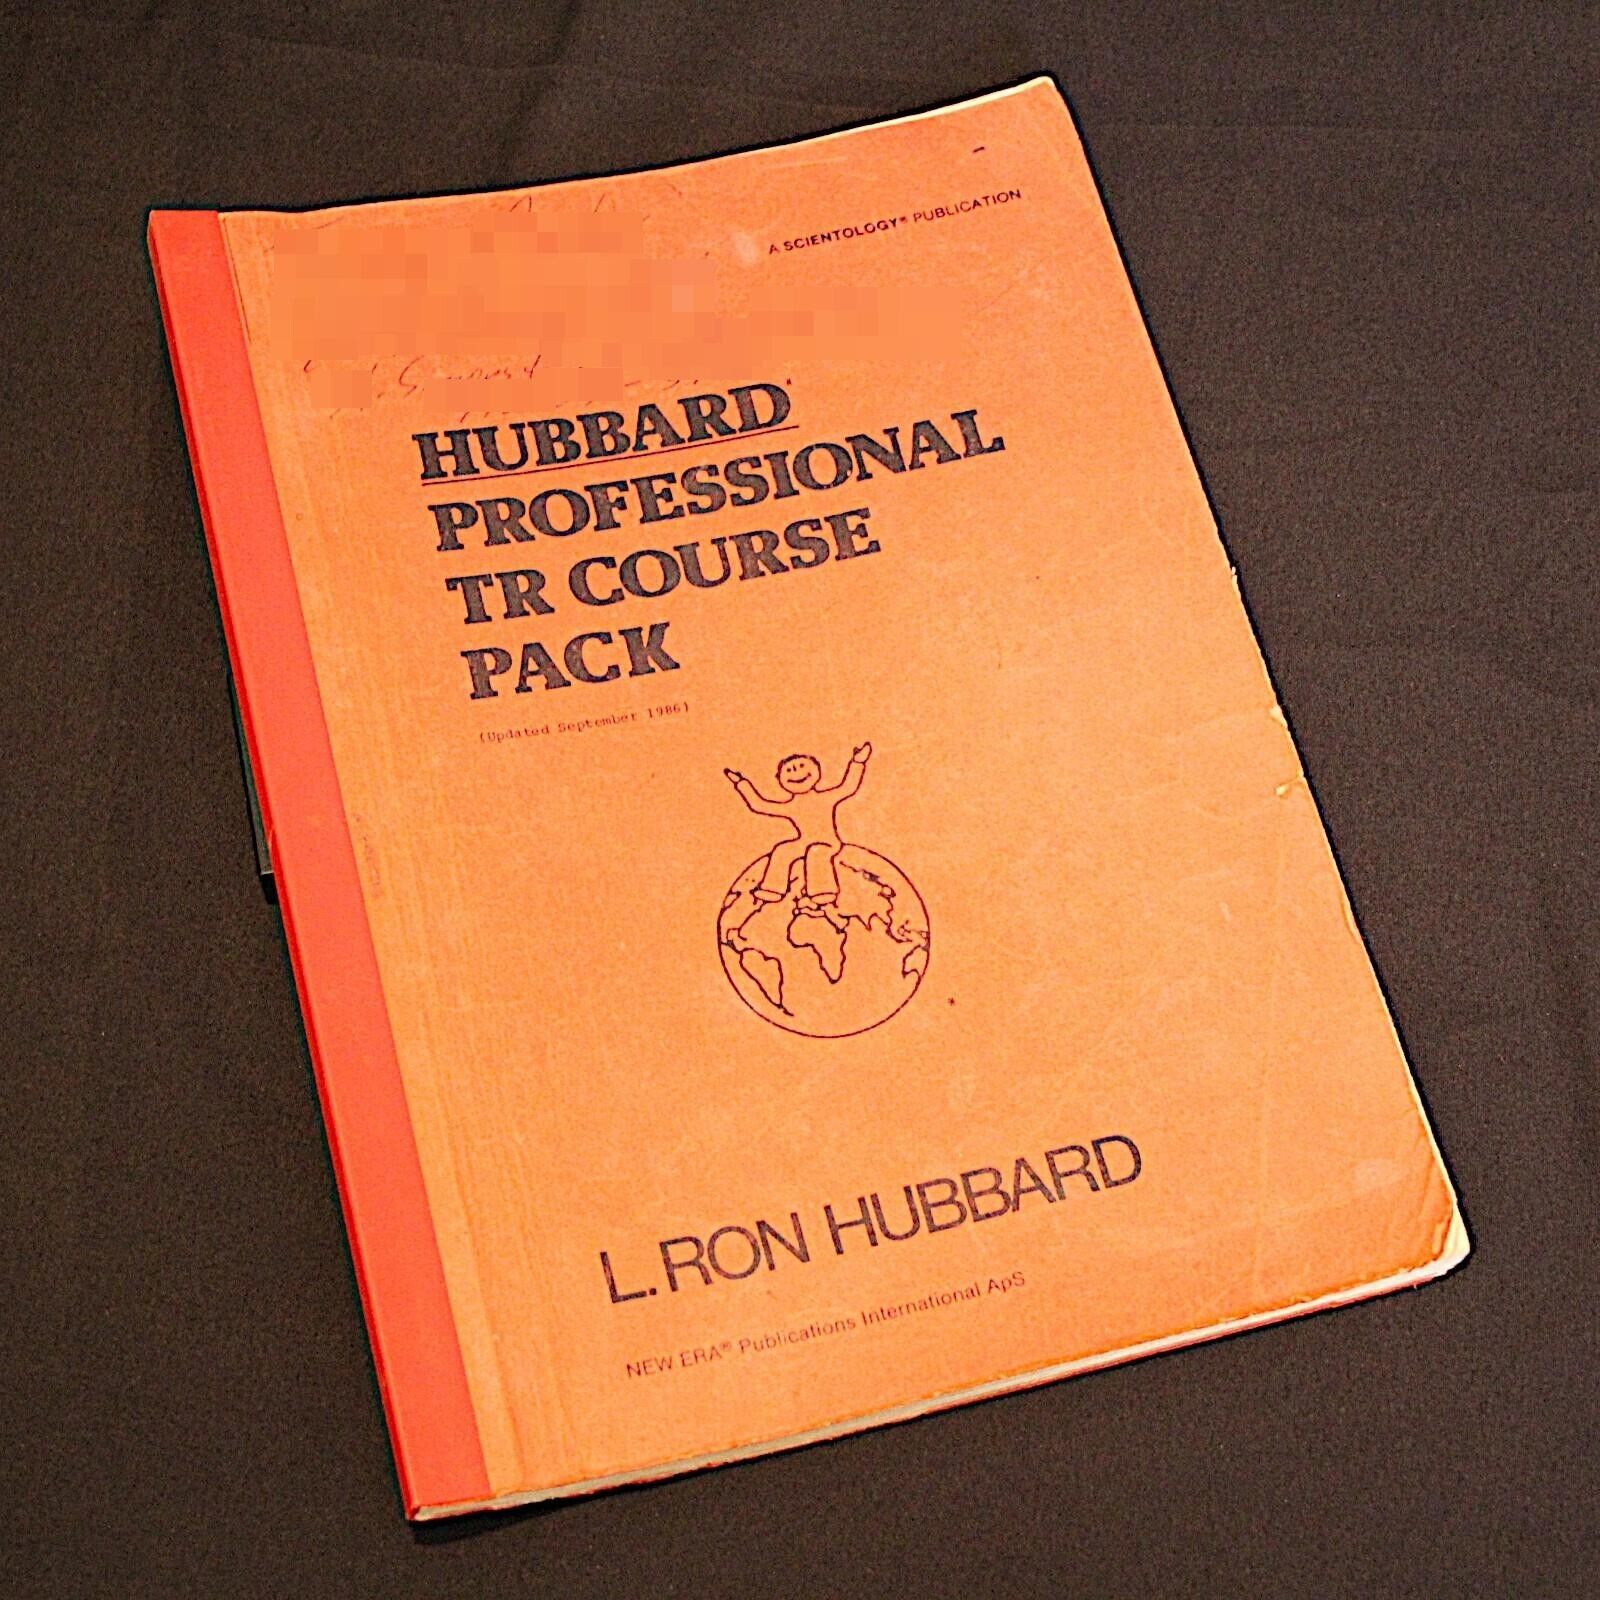 A SCIENTOLOGY® PUBLICATION
HUBBARD®
PROFESSIONAL
TR COURSE
PACK
(Updated September 1986)
L. RON HUBBARD
NEW ERA® Publications International ApS